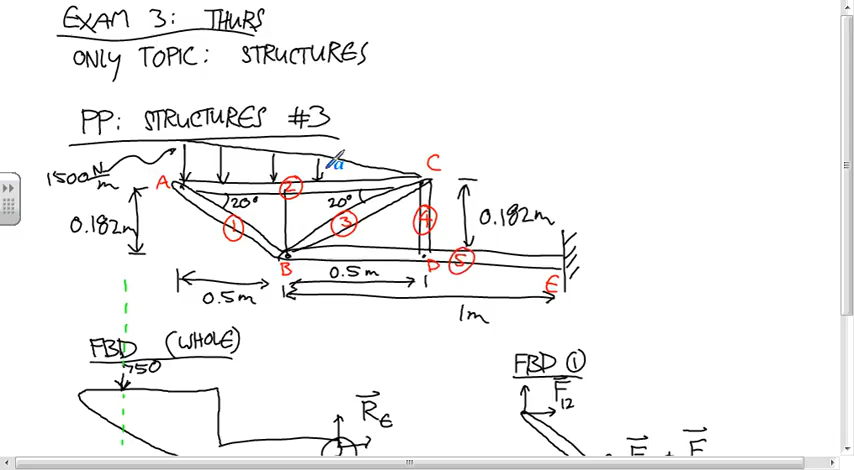 EXAM 3: THURS
ONLY TOPIC: STRUCTURES
PP: STRUCTURES #3
1500 N/m
A
2
C
20°
20°
0.182m
1
3
4
0.182m
B
D
5
E
0.5m
0.5m
1m
FBD (WHOLE)
750
R_E
FBD ①
F_12
F + F